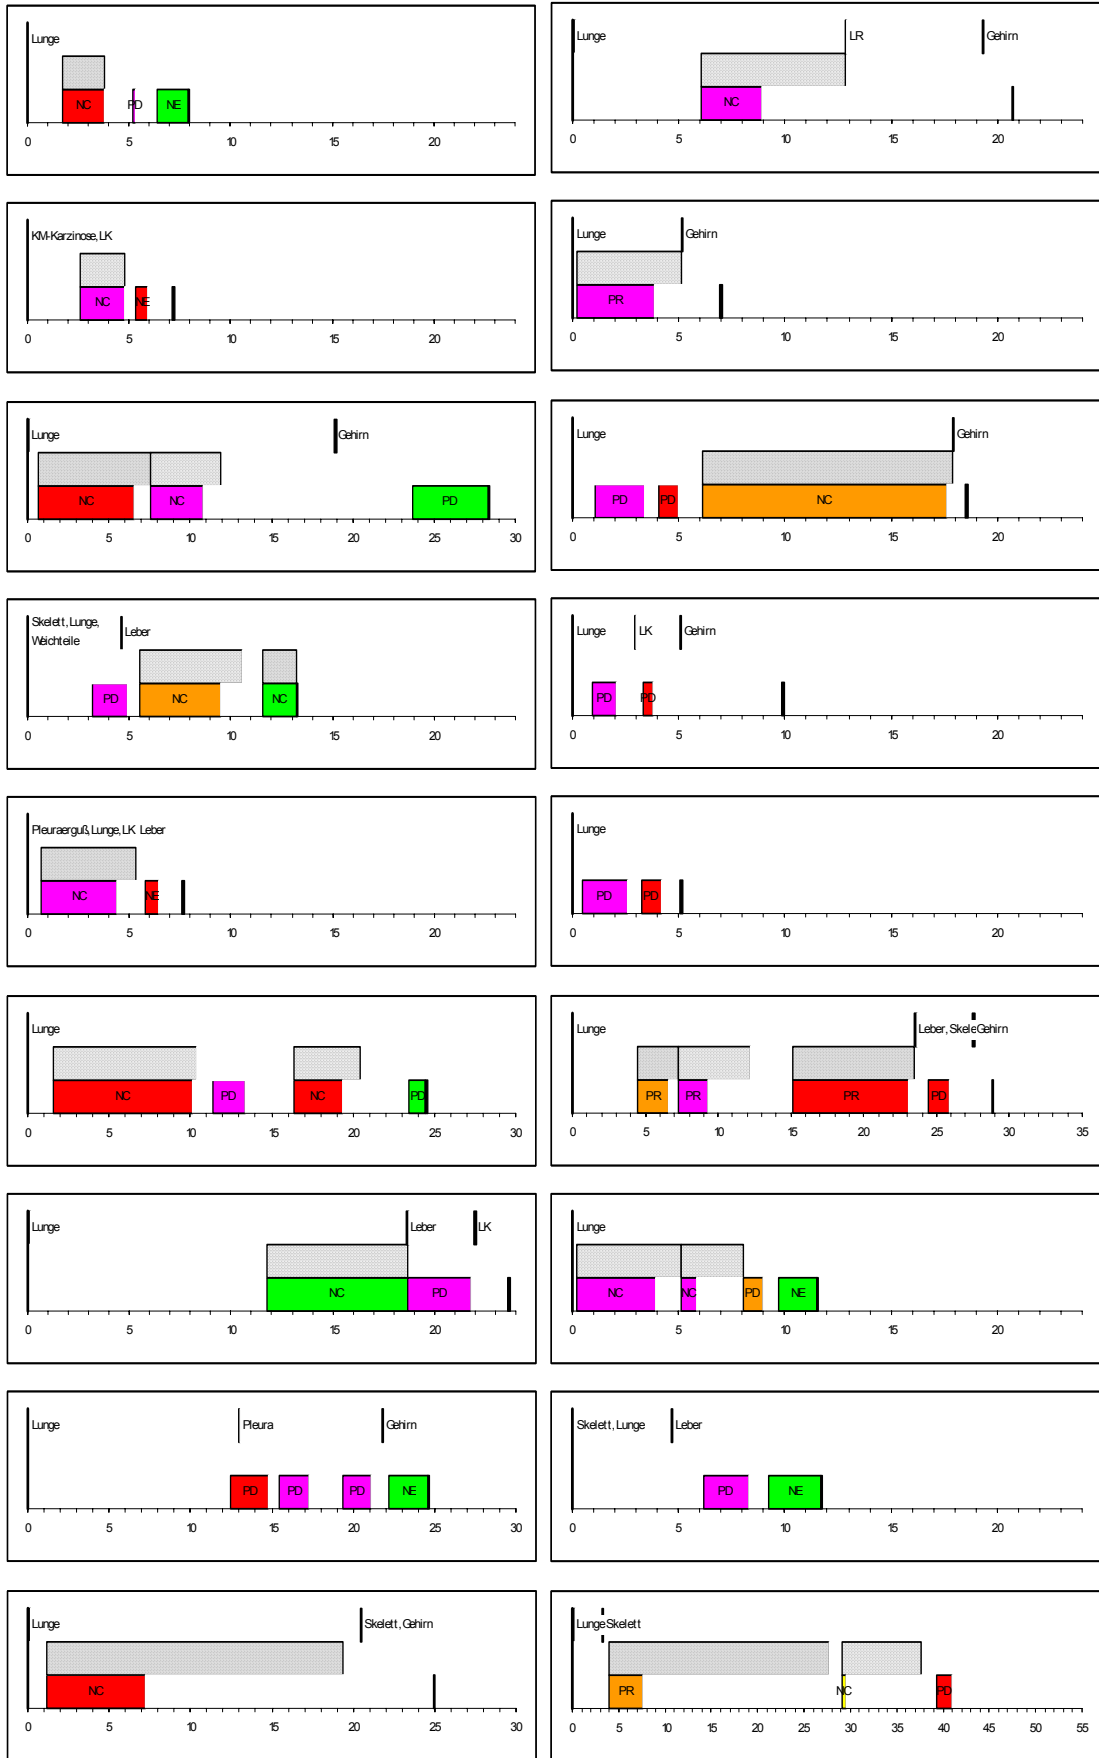 Lunge
NC PD NE
0 5 10 15 20
Lunge LR Gehirn
NC
0 5 10 15 20
KM-Karzinose, LK
NC NE
0 5 10 15 20
Lunge Gehirn
PR
0 5 10 15 20
Lunge Gehirn
NC NC PD
0 5 10 15 20 25 30
Lunge Gehirn
PD PD NC
0 5 10 15 20
Skelett, Lunge, Leber
Weichteile
PD NC NC
0 5 10 15 20
Lunge LK Gehirn
PD PD
0 5 10 15 20
Pleuraerguß, Lunge, LK Leber
NC NE
0 5 10 15 20
Lunge
PD PD
0 5 10 15 20
Lunge
NC PD NC PD
0 5 10 15 20 25 30
Lunge Leber, Skele Gehirn
PR PR PR PD
0 5 10 15 20 25 30 35
Lunge Leber LK
NC PD
0 5 10 15 20
Lunge
NC NC PD NE
0 5 10 15 20
Lunge Pleura Gehirn
PD PD PD NE
0 5 10 15 20 25 30
Skelett, Lunge Leber
PD NE
0 5 10 15 20
Lunge Skelett, Gehirn
NC
0 5 10 15 20 25 30
Lunge Skelett
PR NC PD
0 5 10 15 20 25 30 35 40 45 50 55